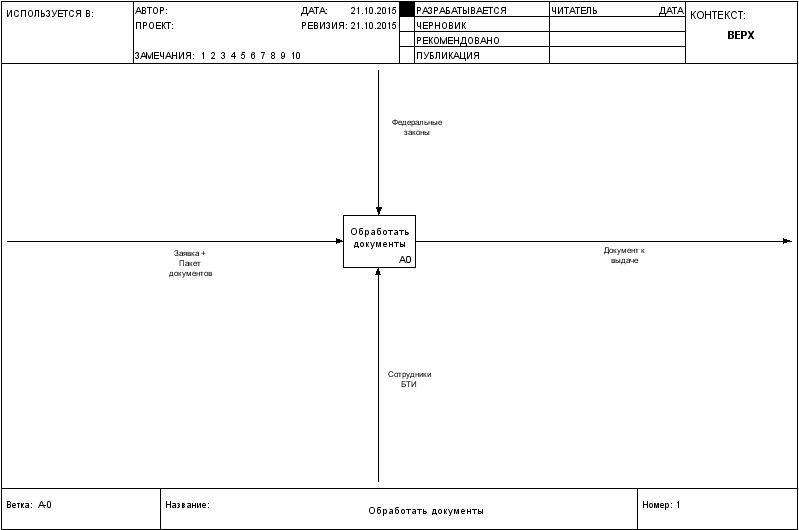 ИСПОЛЬЗУЕТСЯ В:
АВТОР: ДАТА: 21.10.2015
ПРОЕКТ: РЕВИЗИЯ: 21.10.2015
ЗАМЕЧАНИЯ: 1 2 3 4 5 6 7 8 9 10
РАЗРАБАТЫВАЕТСЯ
ЧЕРНОВИК
РЕКОМЕНДОВАНО
ПУБЛИКАЦИЯ
ЧИТАТЕЛЬ ДАТА
КОНТЕКСТ:
ВЕРХ
Федеральные
законы
Обработать
документы
A0
Заявка +
Пакет
документов
Документ к
выдаче
Сотрудники
БТИ
Ветка: A-0
Название:
Обработать документы
Номер: 1